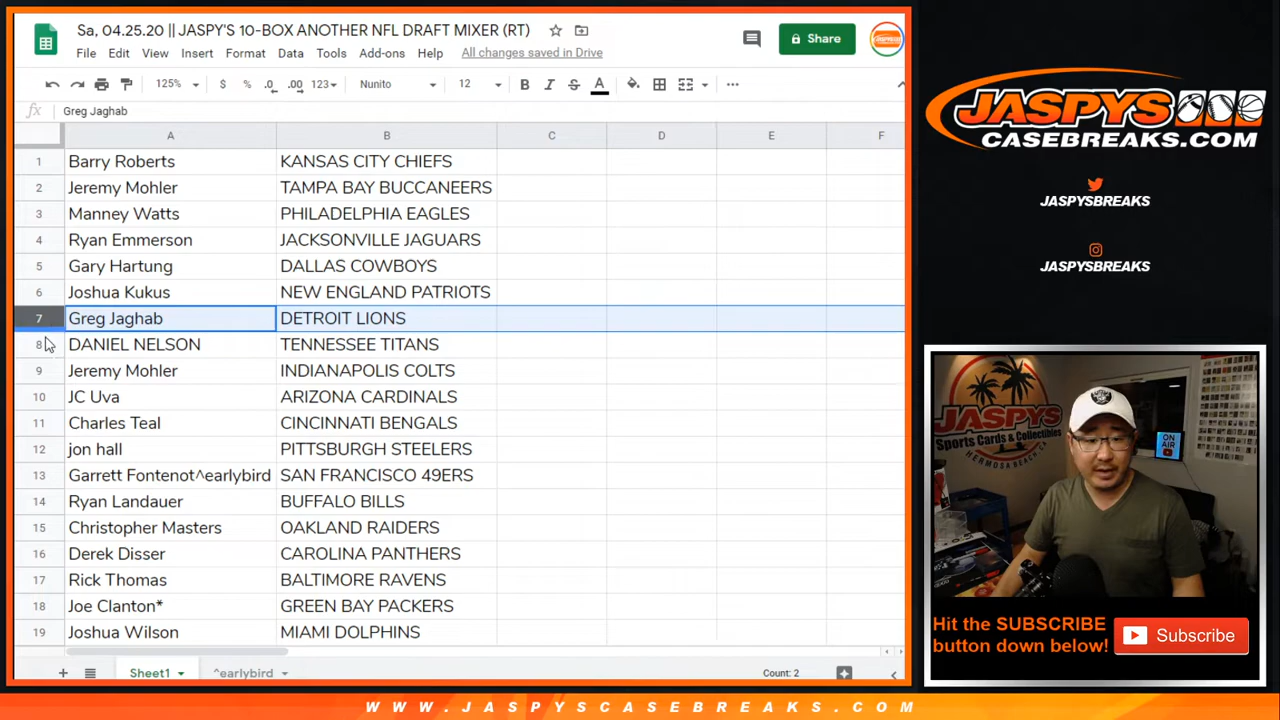 Sa, 04.25.20 || JASPY'S 10-BOX ANOTHER NFL DRAFT MIXER (RT)
File Edit View Insert Format Data Tools Add-ons Help All changes saved in Drive
Share
125% $ % .0 .00 123 Nunito 12 B I S A
fx Greg Jaghab
A B C D E F
1 Barry Roberts KANSAS CITY CHIEFS
2 Jeremy Mohler TAMPA BAY BUCCANEERS
3 Manney Watts PHILADELPHIA EAGLES
4 Ryan Emmerson JACKSONVILLE JAGUARS
5 Gary Hartung DALLAS COWBOYS
6 Joshua Kukus NEW ENGLAND PATRIOTS
7 Greg Jaghab DETROIT LIONS
8 DANIEL NELSON TENNESSEE TITANS
9 Jeremy Mohler INDIANAPOLIS COLTS
10 JC Uva ARIZONA CARDINALS
11 Charles Teal CINCINNATI BENGALS
12 jon hall PITTSBURGH STEELERS
13 Garrett Fontenot^earlybird SAN FRANCISCO 49ERS
14 Ryan Landauer BUFFALO BILLS
15 Christopher Masters OAKLAND RAIDERS
16 Derek Disser CAROLINA PANTHERS
17 Rick Thomas BALTIMORE RAVENS
18 Joe Clanton* GREEN BAY PACKERS
19 Joshua Wilson MIAMI DOLPHINS
Sheet1 ^earlybird Count: 2
JASPYS
CASEBREAKS.COM
JASPYSBREAKS
JASPYSBREAKS
JASPYS
Sports Cards & Collectibles
HERMOSA BEACH CA
ON AIR
Hit the SUBSCRIBE
button down below!
Subscribe
WWW.JASPYSCASEBREAKS.COM